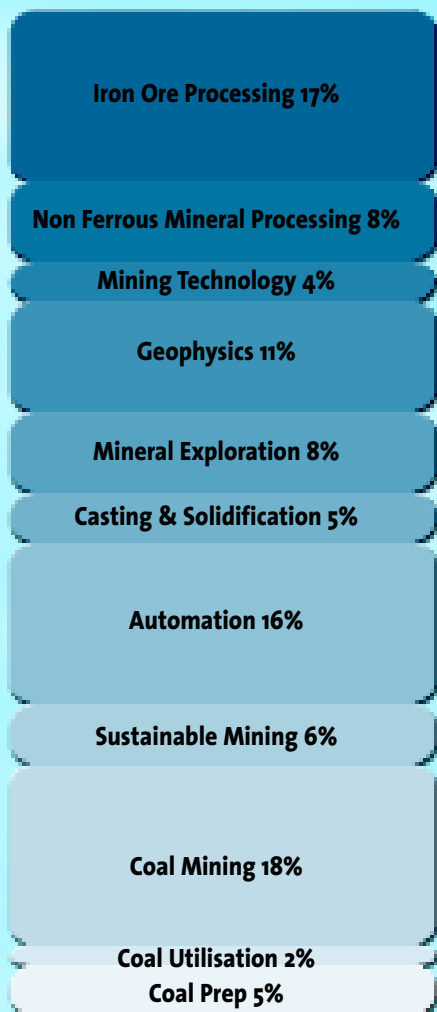 Iron Ore Processing 17%
Non Ferrous Mineral Processing 8%
Mining Technology 4%
Geophysics 11%
Mineral Exploration 8%
Casting & Solidification 5%
Automation 16%
Sustainable Mining 6%
Coal Mining 18%
Coal Utilisation 2%
Coal Prep 5%